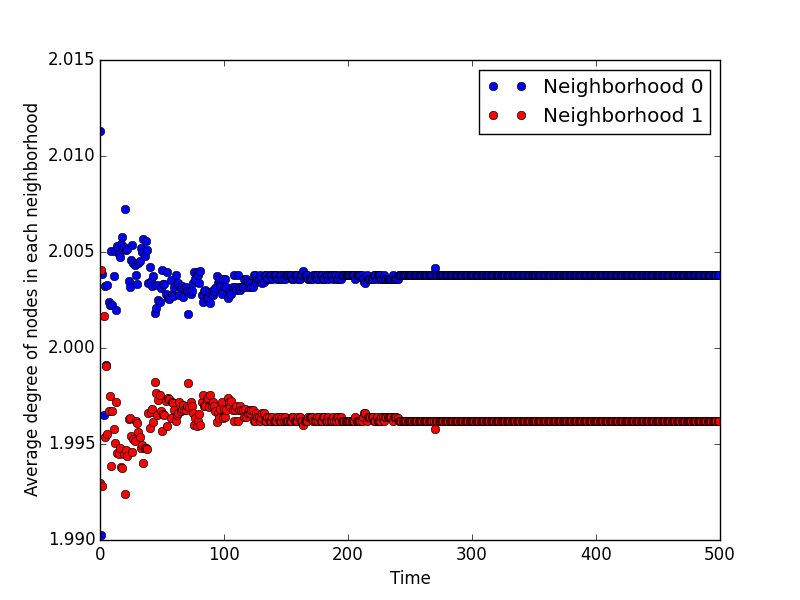 2.015
Neighborhood 0
Neighborhood 1
2.010
2.005
2.000
1.995
1.990
Average degree of nodes in each neighborhood
0 100 200 300 400 500
Time